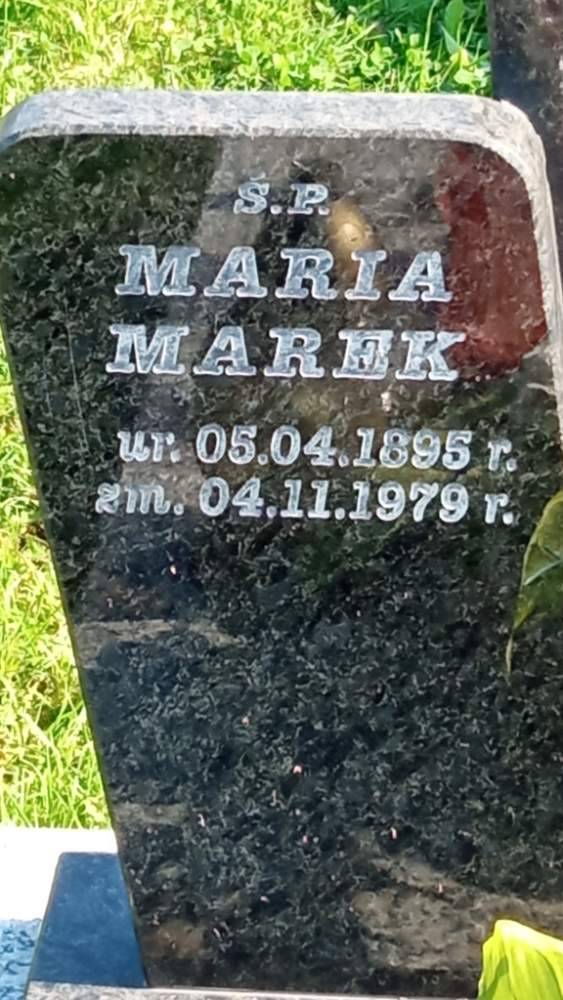 Ś.P.
MARIA
MAREK
ur. 05.04.1895 r.
zm. 04.11.1979 r.